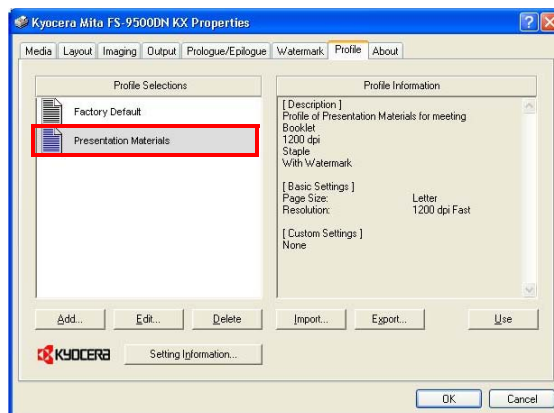 Kyocera Mita FS-9500DN KX Properties
Media Layout Imaging Output Prologue/Epilogue Watermark Profile About
Profile Selections
Factory Default
Presentation Materials
Profile Information
[ Description ]
Profile of Presentation Materials for meeting
Booklet
1200 dpi
Staple
With Watermark
[ Basic Settings ]
Page Size: Letter
Resolution: 1200 dpi Fast
[ Custom Settings ]
None
Add... Edit... Delete Import... Export... Use
KYOCERA Setting Information...
OK Cancel